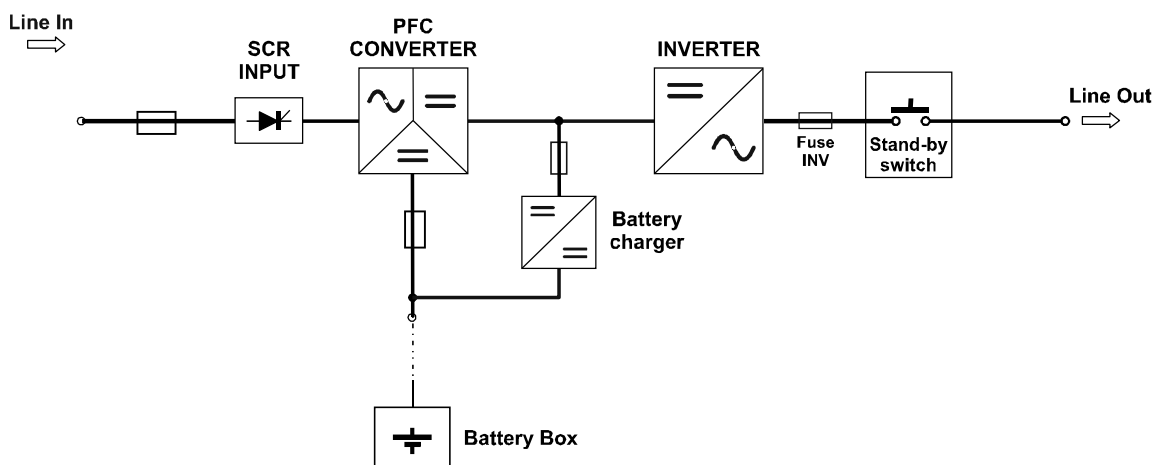 Line In
SCR
INPUT
PFC
CONVERTER
INVERTER
Line Out
Fuse
INV
Stand-by
switch
Battery
charger
Battery Box